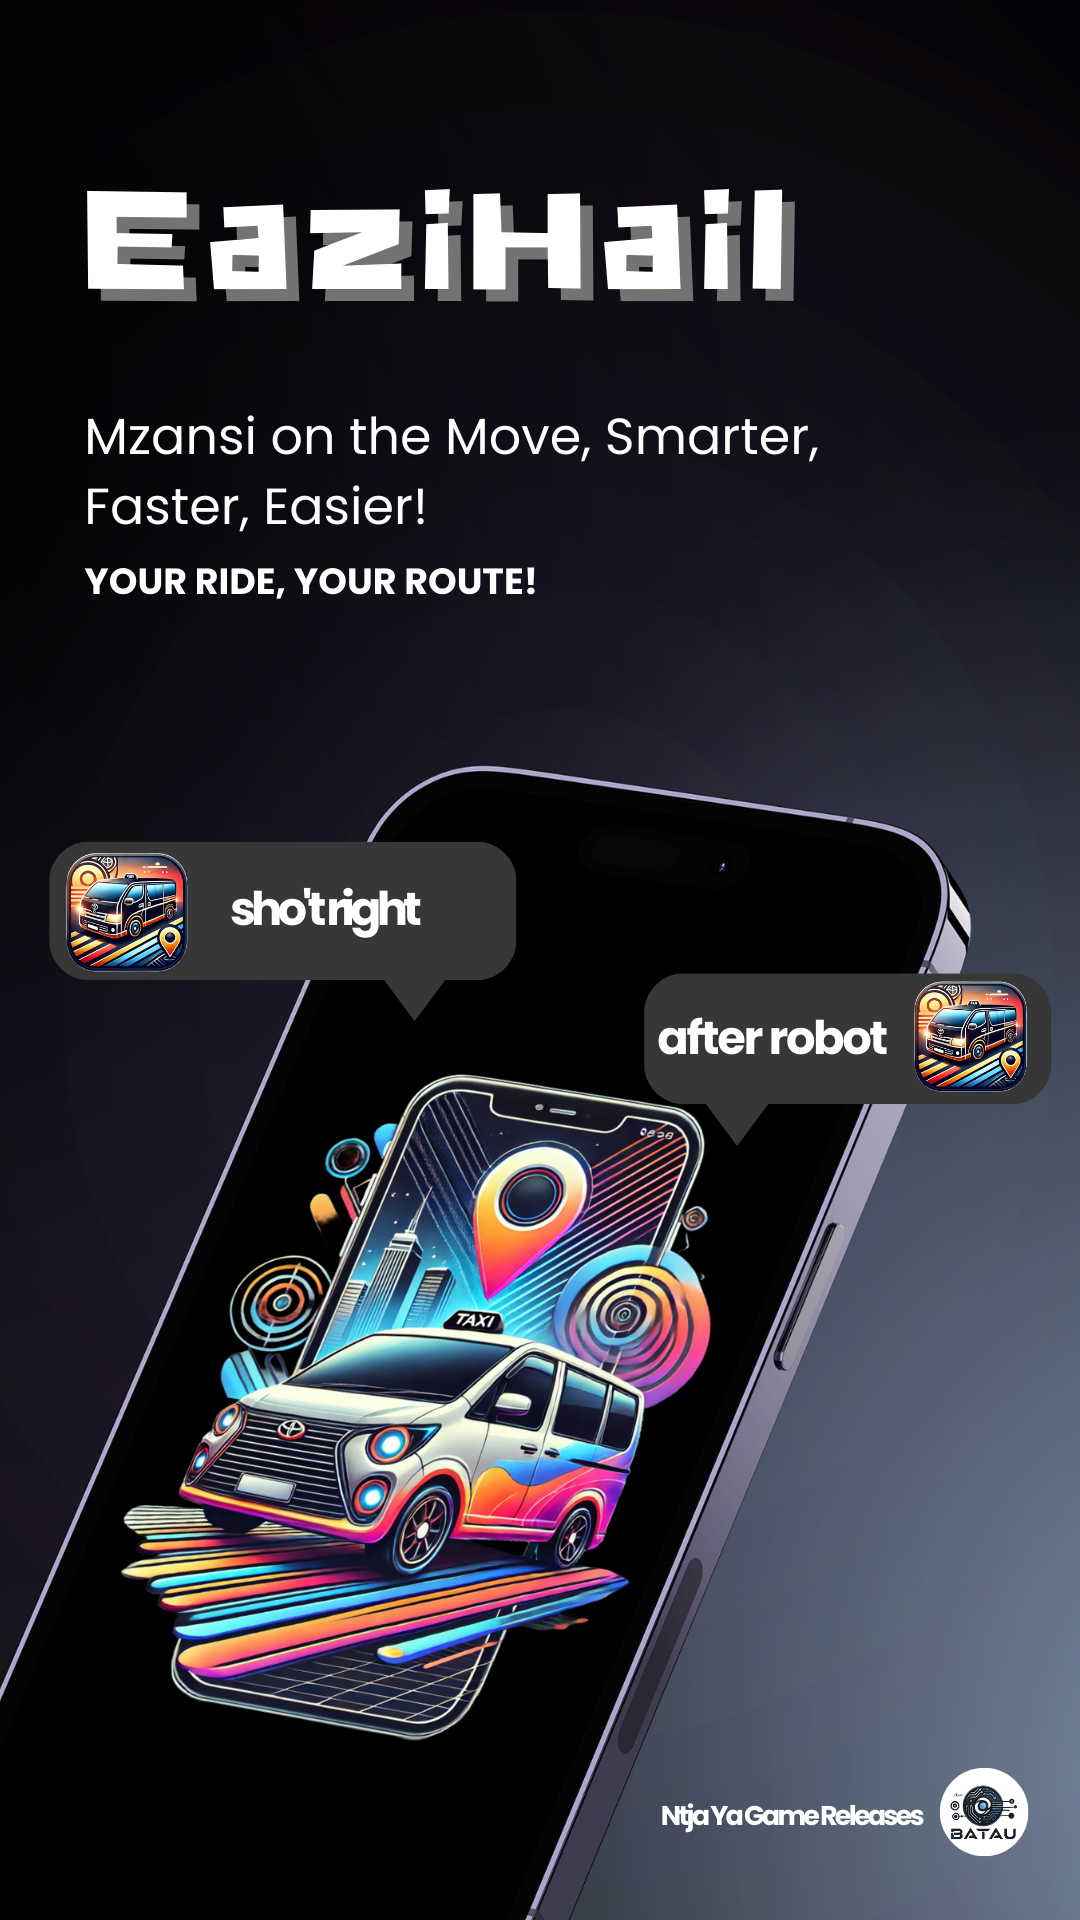 EaziHail
Mzansi on the Move, Smarter,
Faster, Easier!
YOUR RIDE, YOUR ROUTE!
sho't right
after robot
TAXI
Ntja Ya Game Releases
BATAU